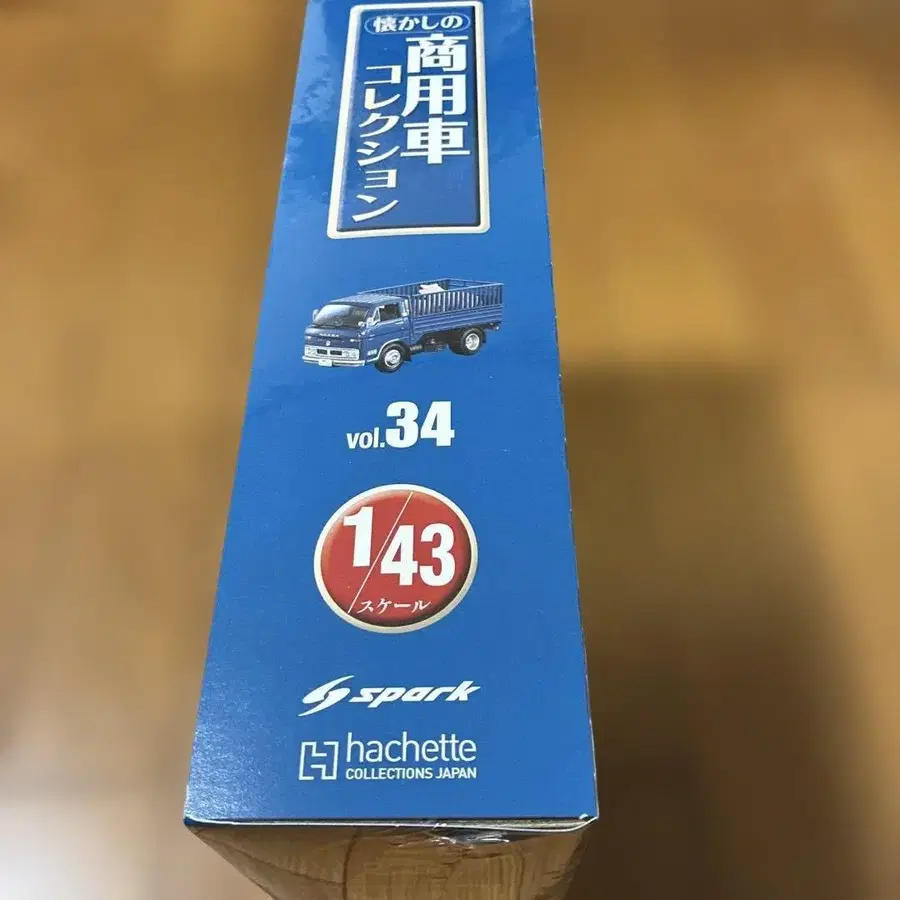 懐かしの
商用車
コレクション
vol.34
1/43
スケール
spark
hachette
COLLECTIONS JAPAN